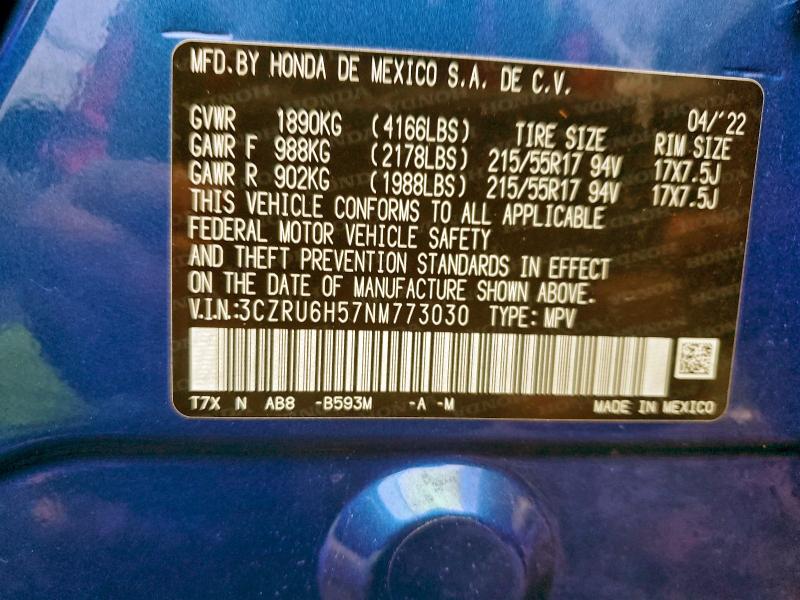 MFD.BY HONDA DE MEXICO S.A. DE C.V.
04/'22
GVWR 1890KG (4166LBS) TIRE SIZE RIM SIZE
GAWR F 988KG (2178LBS) 215/55R17 94V 17X7.5J
GAWR R 902KG (1988LBS) 215/55R17 94V 17X7.5J
THIS VEHICLE CONFORMS TO ALL APPLICABLE
FEDERAL MOTOR VEHICLE SAFETY
AND THEFT PREVENTION STANDARDS IN EFFECT
ON THE DATE OF MANUFACTURE SHOWN ABOVE.
V.I.N.:3CZRU6H57NM773030 TYPE: MPV
T7X N AB8 -B593M -A -M MADE IN MEXICO